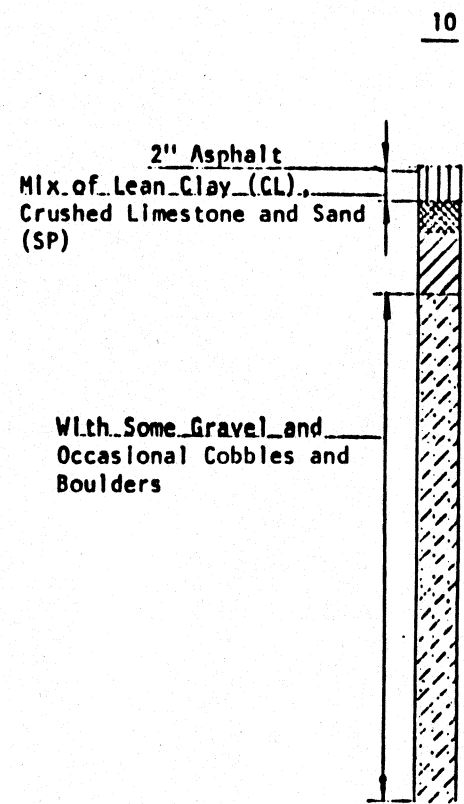 10
2" Asphalt
Mix of Lean Clay (CL),
Crushed Limestone and Sand
(SP)
With Some Gravel and
Occasional Cobbles and
Boulders